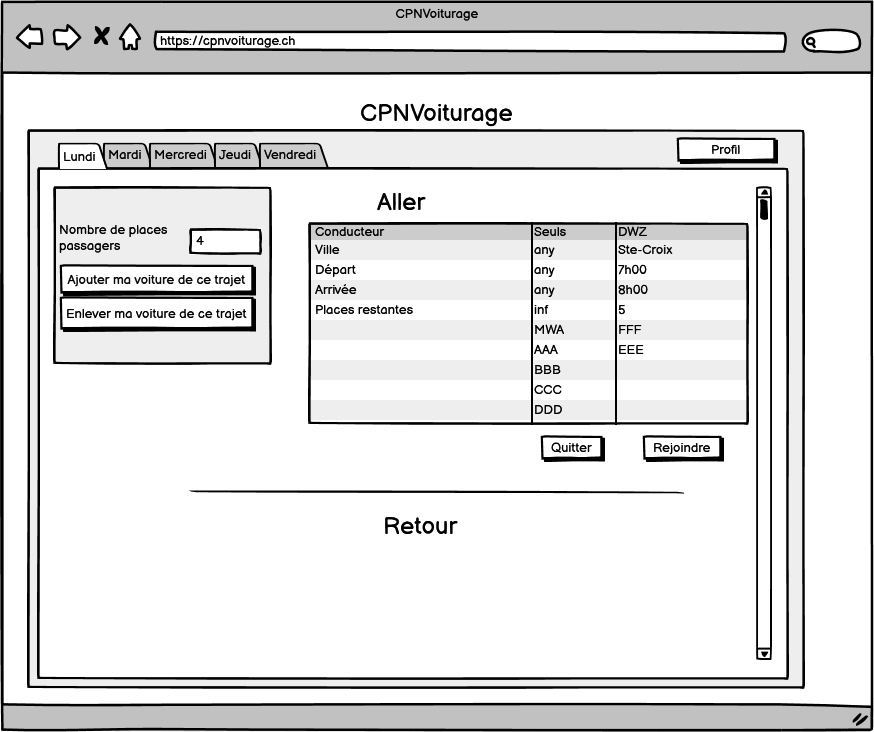 CPNVoiturage
https://cpnvoiturage.ch
CPNVoiturage
Lundi Mardi Mercredi Jeudi Vendredi Profil
Aller
Nombre de places
passagers
4
Ajouter ma voiture de ce trajet
Enlever ma voiture de ce trajet
Conducteur Seuls DWZ
Ville any Ste-Croix
Départ any 7h00
Arrivée any 8h00
Places restantes inf 5
MWA FFF
AAA EEE
BBB
CCC
DDD
Quitter Rejoindre
Retour